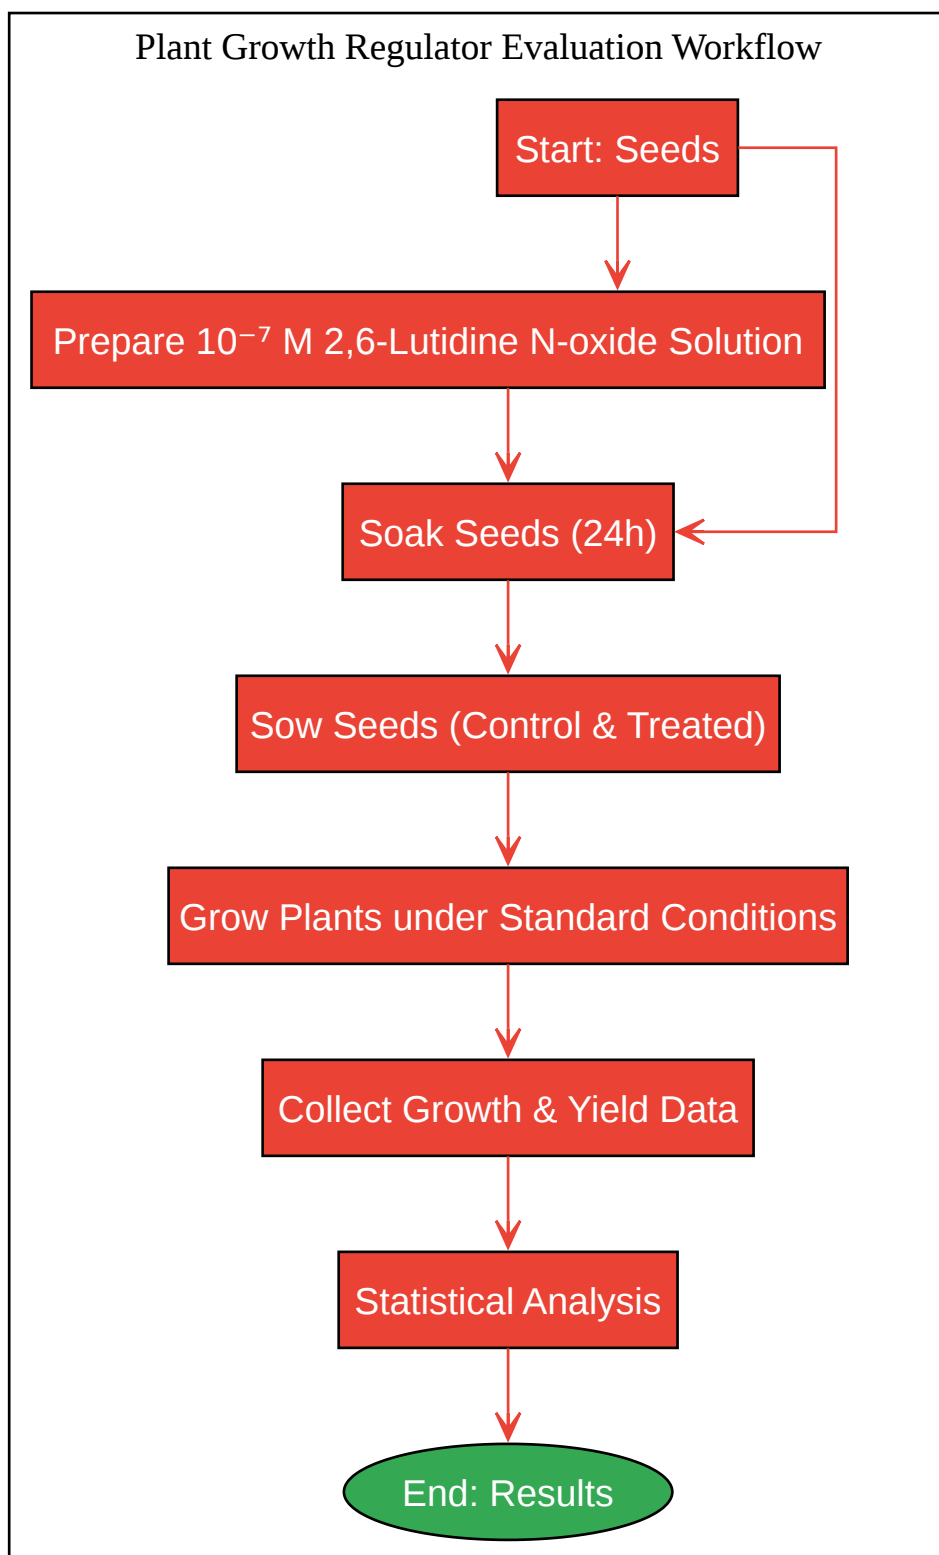 Plant Growth Regulator Evaluation Workflow
Start: Seeds
Prepare 10⁻⁷ M 2,6-Lutidine N-oxide Solution
Soak Seeds (24h)
Sow Seeds (Control & Treated)
Grow Plants under Standard Conditions
Collect Growth & Yield Data
Statistical Analysis
End: Results